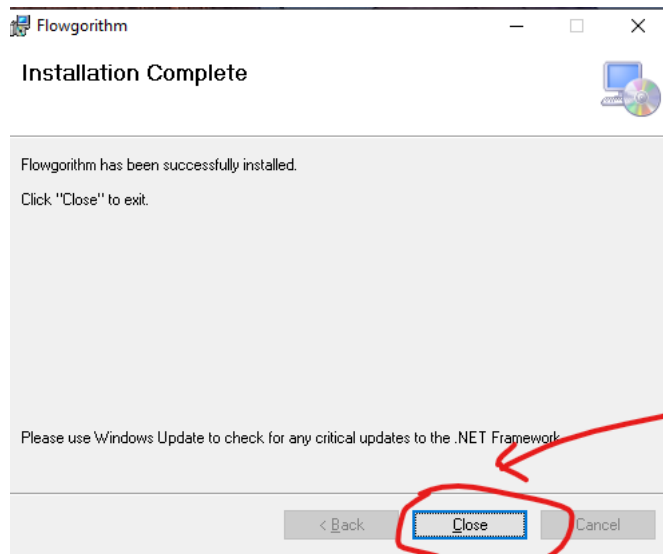 Flowgorithm
Installation Complete
Flowgorithm has been successfully installed.
Click "Close" to exit.
Please use Windows Update to check for any critical updates to the .NET Framework.
< Back Close Cancel